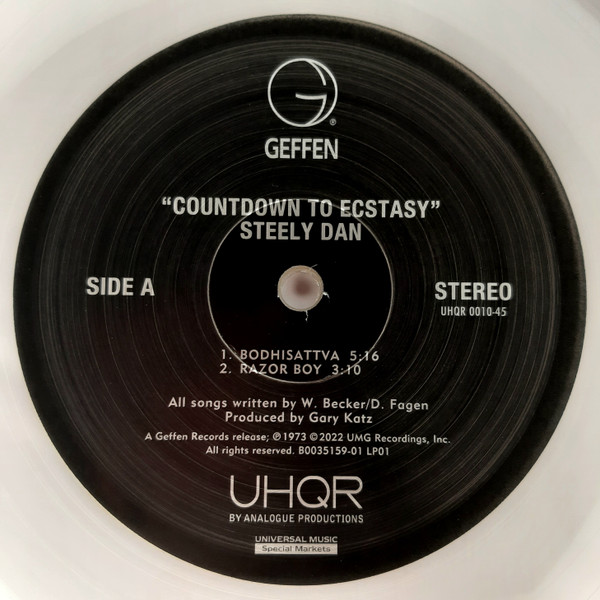 G
®
GEFFEN
“COUNTDOWN TO ECSTASY”
STEELY DAN
SIDE A
STEREO
UHQR 0010-45
1. BODHISATTVA 5:16
2. RAZOR BOY 3:10
All songs written by W. Becker/D. Fagen
Produced by Gary Katz
A Geffen Records release; ℗ 1973 © 2022 UMG Recordings, Inc.
All rights reserved. B0035159-01 LP01
UHQR
BY ANALOGUE PRODUCTIONS
UNIVERSAL MUSIC
Special Markets